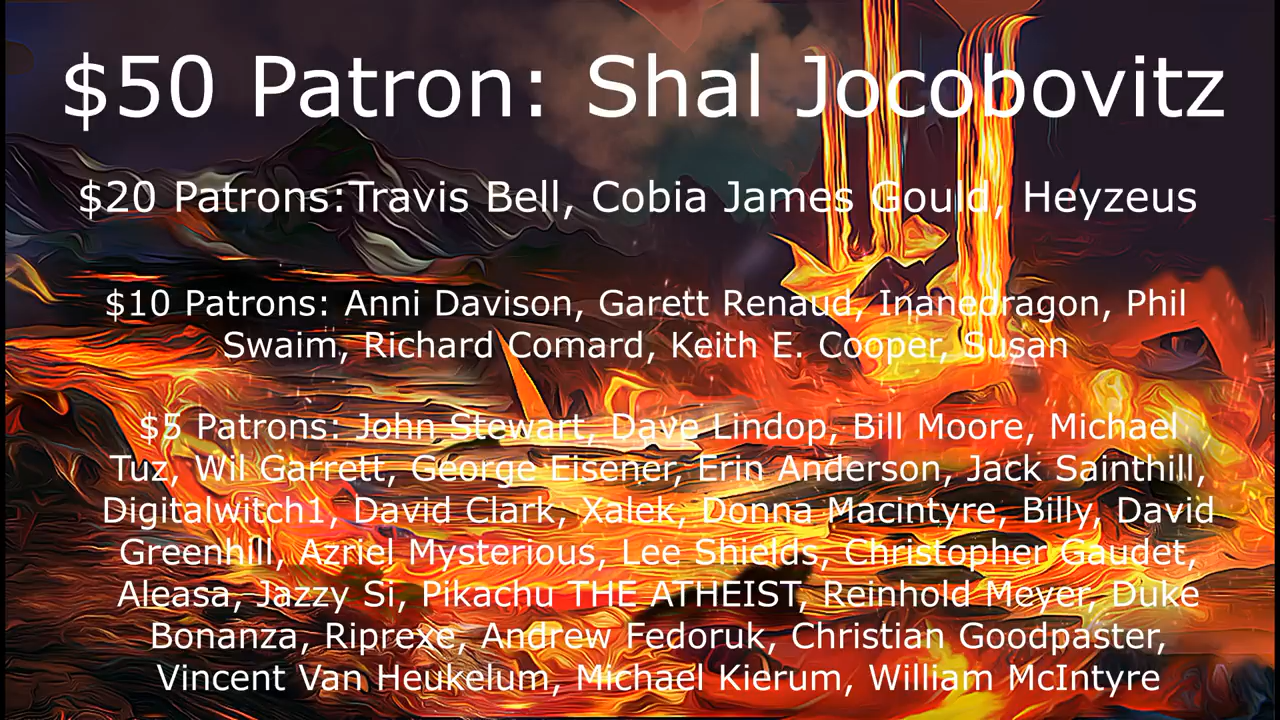 $50 Patron: Shal Jocobovitz
$20 Patrons:Travis Bell, Cobia James Gould, Heyzeus
$10 Patrons: Anni Davison, Garett Renaud, Inanedragon, Phil
Swaim, Richard Comard, Keith E. Cooper, Susan
$5 Patrons: John Stewart, Dave Lindop, Bill Moore, Michael
Tuz, Wil Garrett, George Eisener, Erin Anderson, Jack Sainthill,
Digitalwitch1, David Clark, Xalek, Donna Macintyre, Billy, David
Greenhill, Azriel Mysterious, Lee Shields, Christopher Gaudet,
Aleasa, Jazzy Si, Pikachu THE ATHEIST, Reinhold Meyer, Duke
Bonanza, Riprexe, Andrew Fedoruk, Christian Goodpaster,
Vincent Van Heukelum, Michael Kierum, William McIntyre